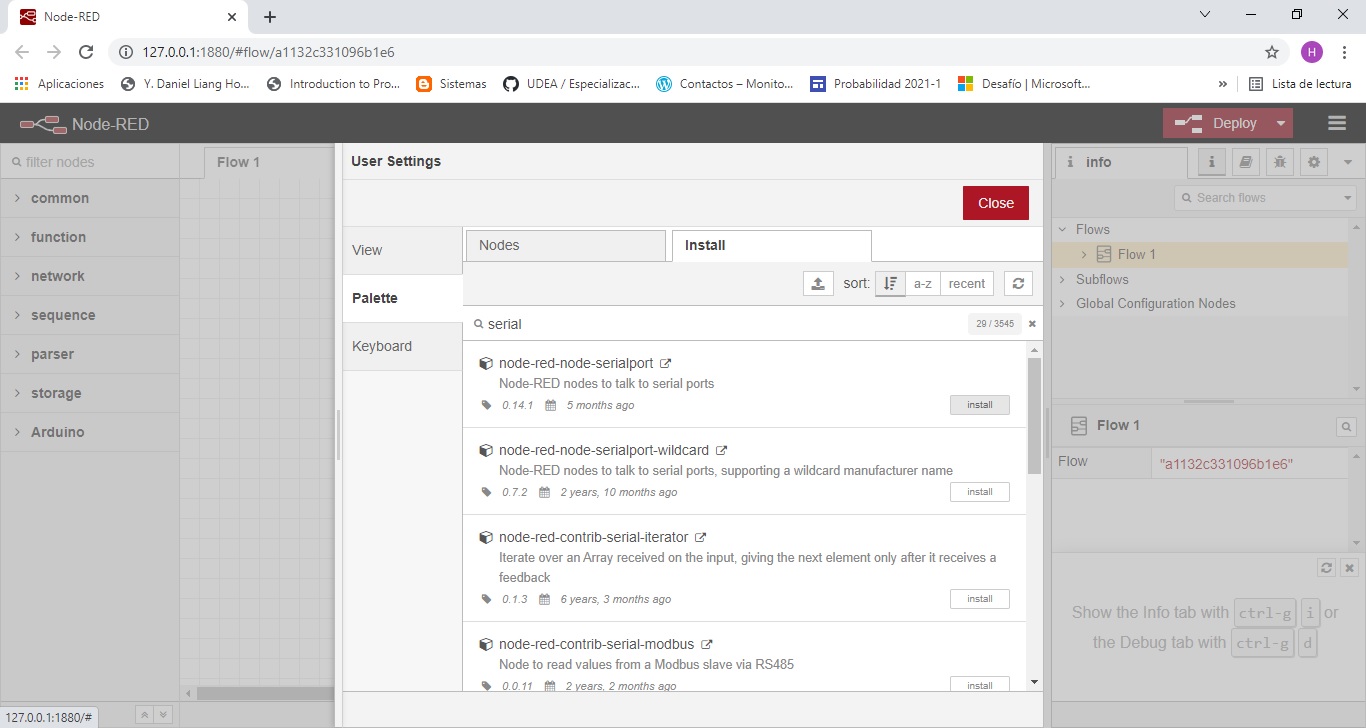 Node-RED
127.0.0.1:1880/#flow/a1132c331096b1e6
H
Aplicaciones
Y. Daniel Liang Ho...
Introduction to Pro...
Sistemas
UDEA / Especializac...
Contactos – Monito...
Probabilidad 2021-1
Desafío | Microsoft...
»
Lista de lectura
Node-RED
Deploy
filter nodes
Flow 1
User Settings
i info
i
Close
Search flows
common
function
network
sequence
parser
storage
Arduino
View
Palette
Keyboard
Nodes
Install
sort:
a-z
recent
serial
29 / 3545
node-red-node-serialport
Node-RED nodes to talk to serial ports
0.14.1 5 months ago
install
node-red-node-serialport-wildcard
Node-RED nodes to talk to serial ports, supporting a wildcard manufacturer name
0.7.2 2 years, 10 months ago
install
node-red-contrib-serial-iterator
Iterate over an Array received on the input, giving the next element only after it receives a
feedback
0.1.3 6 years, 3 months ago
install
node-red-contrib-serial-modbus
Node to read values from a Modbus slave via RS485
0.0.11 2 years, 2 months ago
install
Flows
Flow 1
Subflows
Global Configuration Nodes
Flow 1
Flow "a1132c331096b1e6"
Show the Info tab with ctrl-g i or
the Debug tab with ctrl-g d
127.0.0.1:1880/#